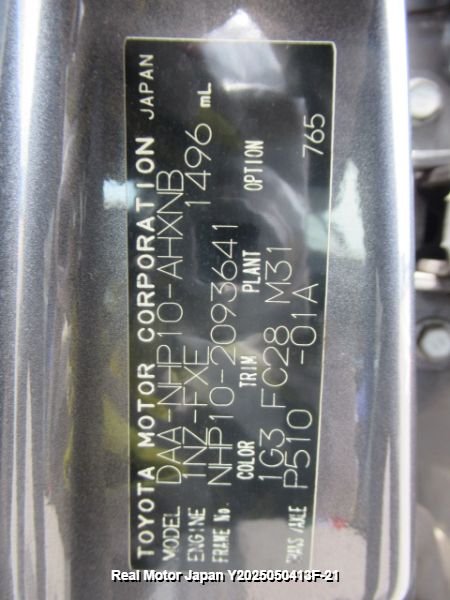 TOYOTA MOTOR CORPORATION JAPAN
MODEL DAA-NHP10-AHXNB
ENGINE 1NZ-FXE 1496 mL
FRAME No. NHP10-2093641
COLOR TRIM PLANT OPTION
1G3 FC28 M31 765
TRANS/AXLE P510 -01A
Real Motor Japan Y2025050413F-21